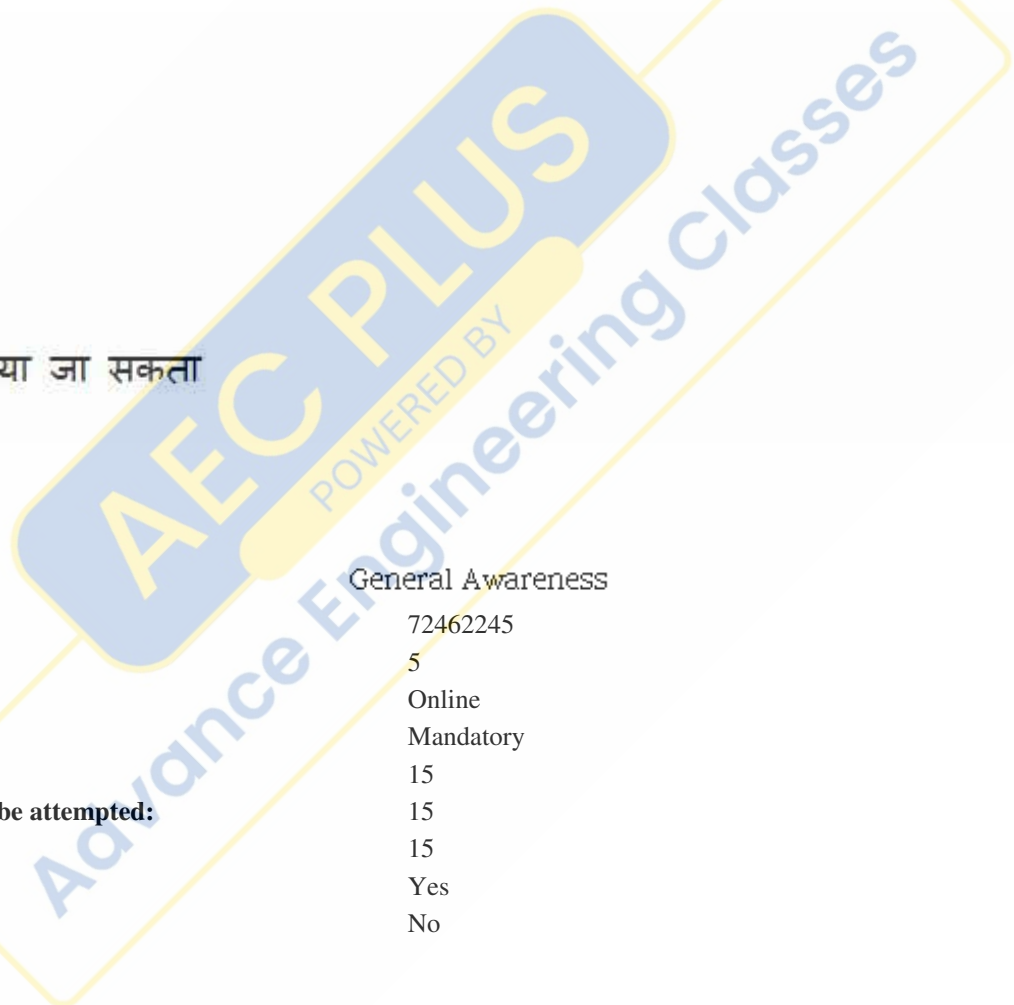 AEC PLUS
POWERED BY
Advance Engineering Classes
या जा सकता
General Awareness
72462245
5
Online
Mandatory
15
be attempted: 15
15
Yes
No